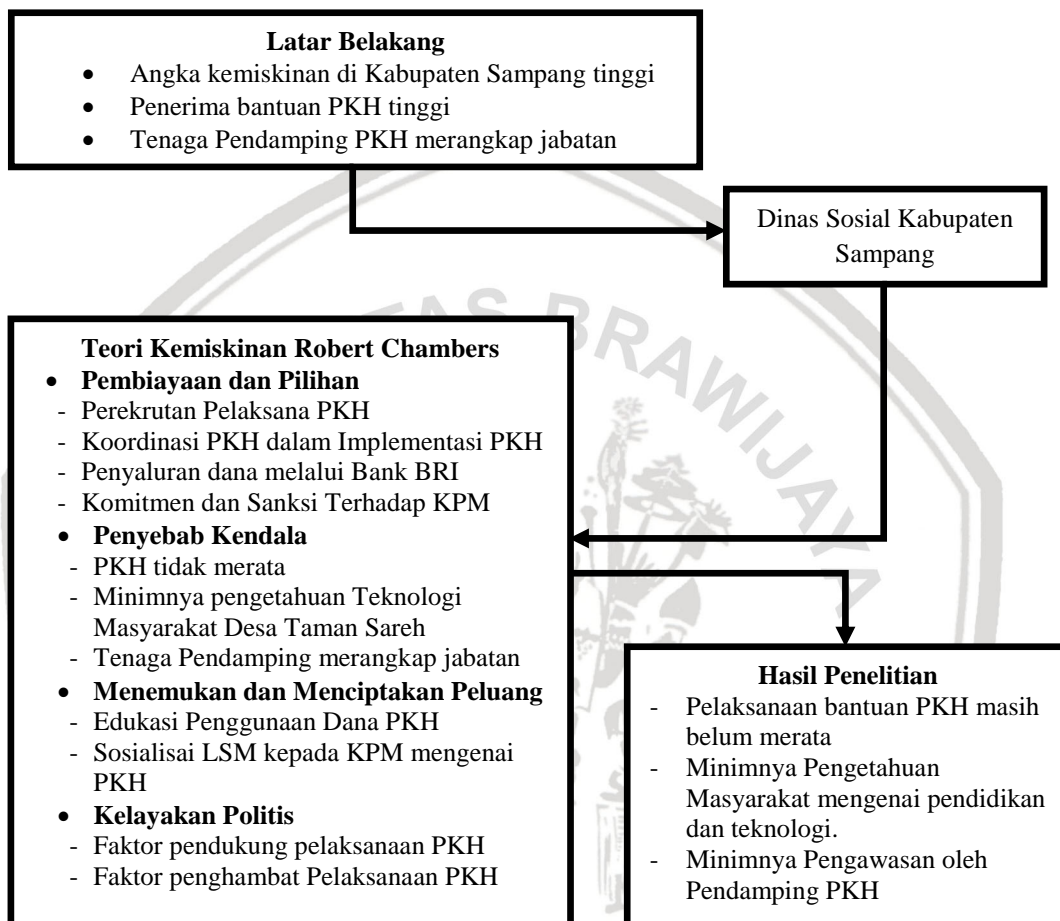 Latar Belakang
• Angka kemiskinan di Kabupaten Sampang tinggi
• Penerima bantuan PKH tinggi
• Tenaga Pendamping PKH merangkap jabatan
Dinas Sosial Kabupaten
Sampang
TAS BRAWIJAYA
Teori Kemiskinan Robert Chambers
• Pembiayaan dan Pilihan
- Perekrutan Pelaksana PKH
- Koordinasi PKH dalam Implementasi PKH
- Penyaluran dana melalui Bank BRI
- Komitmen dan Sanksi Terhadap KPM
• Penyebab Kendala
- PKH tidak merata
- Minimnya pengetahuan Teknologi
Masyarakat Desa Taman Sareh
- Tenaga Pendamping merangkap jabatan
• Menemukan dan Menciptakan Peluang
- Edukasi Penggunaan Dana PKH
- Sosialisai LSM kepada KPM mengenai
PKH
• Kelayakan Politis
- Faktor pendukung pelaksanaan PKH
- Faktor penghambat Pelaksanaan PKH
Hasil Penelitian
- Pelaksanaan bantuan PKH masih
belum merata
- Minimnya Pengetahuan
Masyarakat mengenai pendidikan
dan teknologi.
- Minimnya Pengawasan oleh
Pendamping PKH